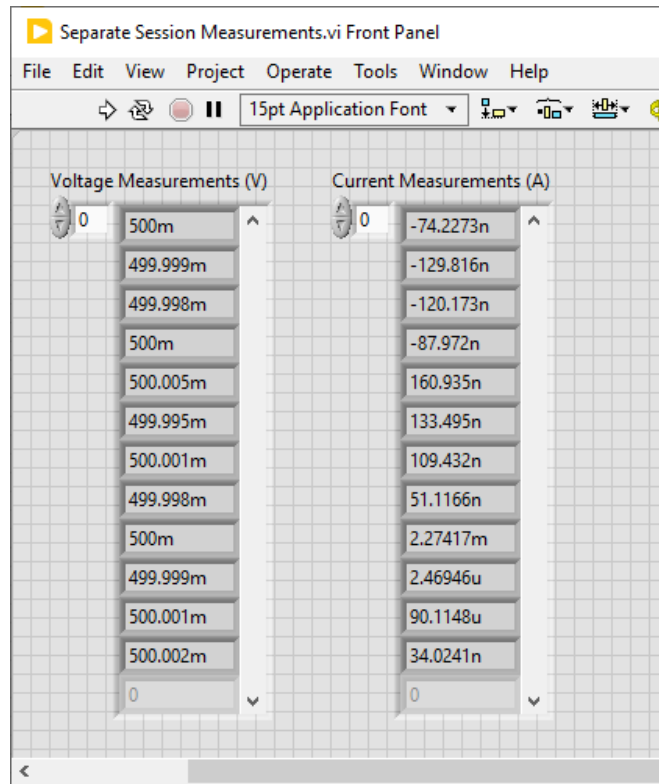 Separate Session Measurements.vi Front Panel
File Edit View Project Operate Tools Window Help
15pt Application Font
Voltage Measurements (V) Current Measurements (A)
0 500m 0 -74.2273n
499.999m -129.816n
499.998m -120.173n
500m -87.972n
500.005m 160.935n
499.995m 133.495n
500.001m 109.432n
499.998m 51.1166n
500m 2.27417m
499.999m 2.46946u
500.001m 90.1148u
500.002m 34.0241n
0 0